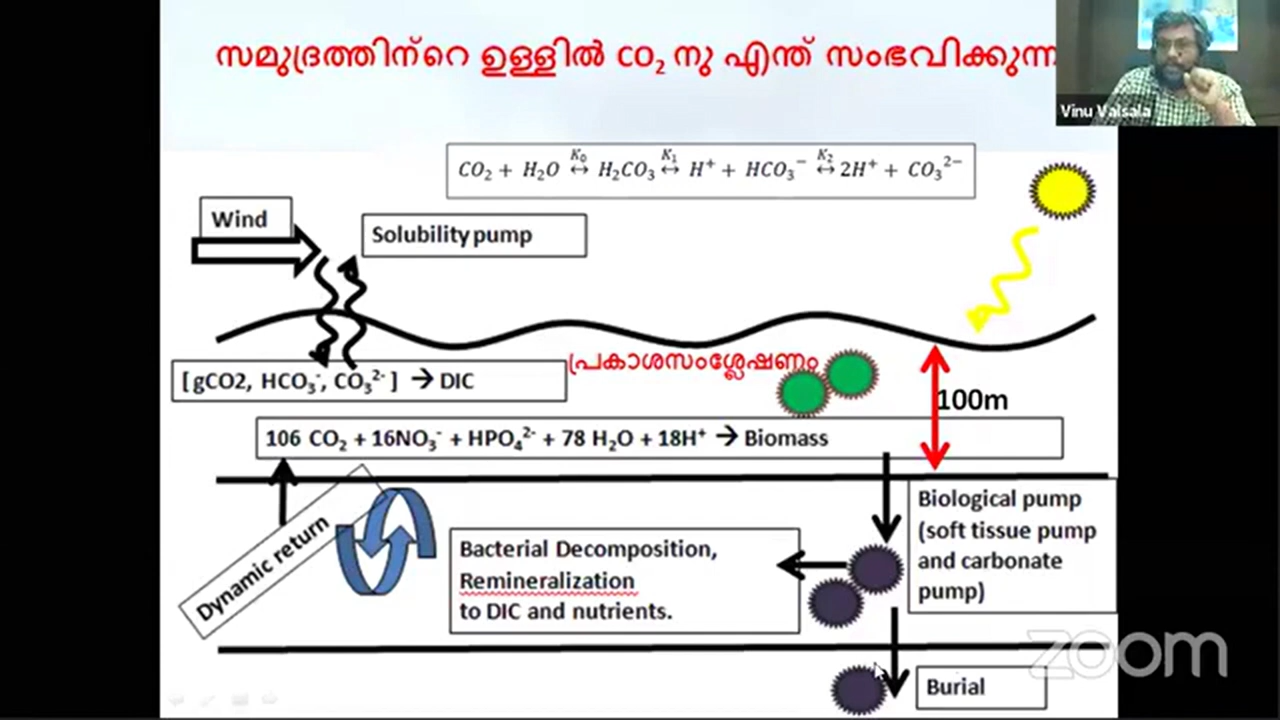 സമുദ്രത്തിന്റെ ഉള്ളിൽ CO₂ നു എന്ത് സംഭവിക്കുന്ന
Vinu Valsala
CO₂ + H₂O ↔ H₂CO₃ ↔ H⁺ + HCO₃⁻ ↔ 2H⁺ + CO₃²⁻
K₀ K₁ K₂
Wind
Solubility pump
പ്രകാശസംശ്ലേഷണം
[gCO2, HCO₃⁻, CO₃²⁻] → DIC
100m
106 CO₂ + 16NO₃⁻ + HPO₄²⁻ + 78 H₂O + 18H⁺ → Biomass
Dynamic return
Bacterial Decomposition,
Remineralization
to DIC and nutrients.
Biological pump
(soft tissue pump
and carbonate
pump)
zoom
Burial